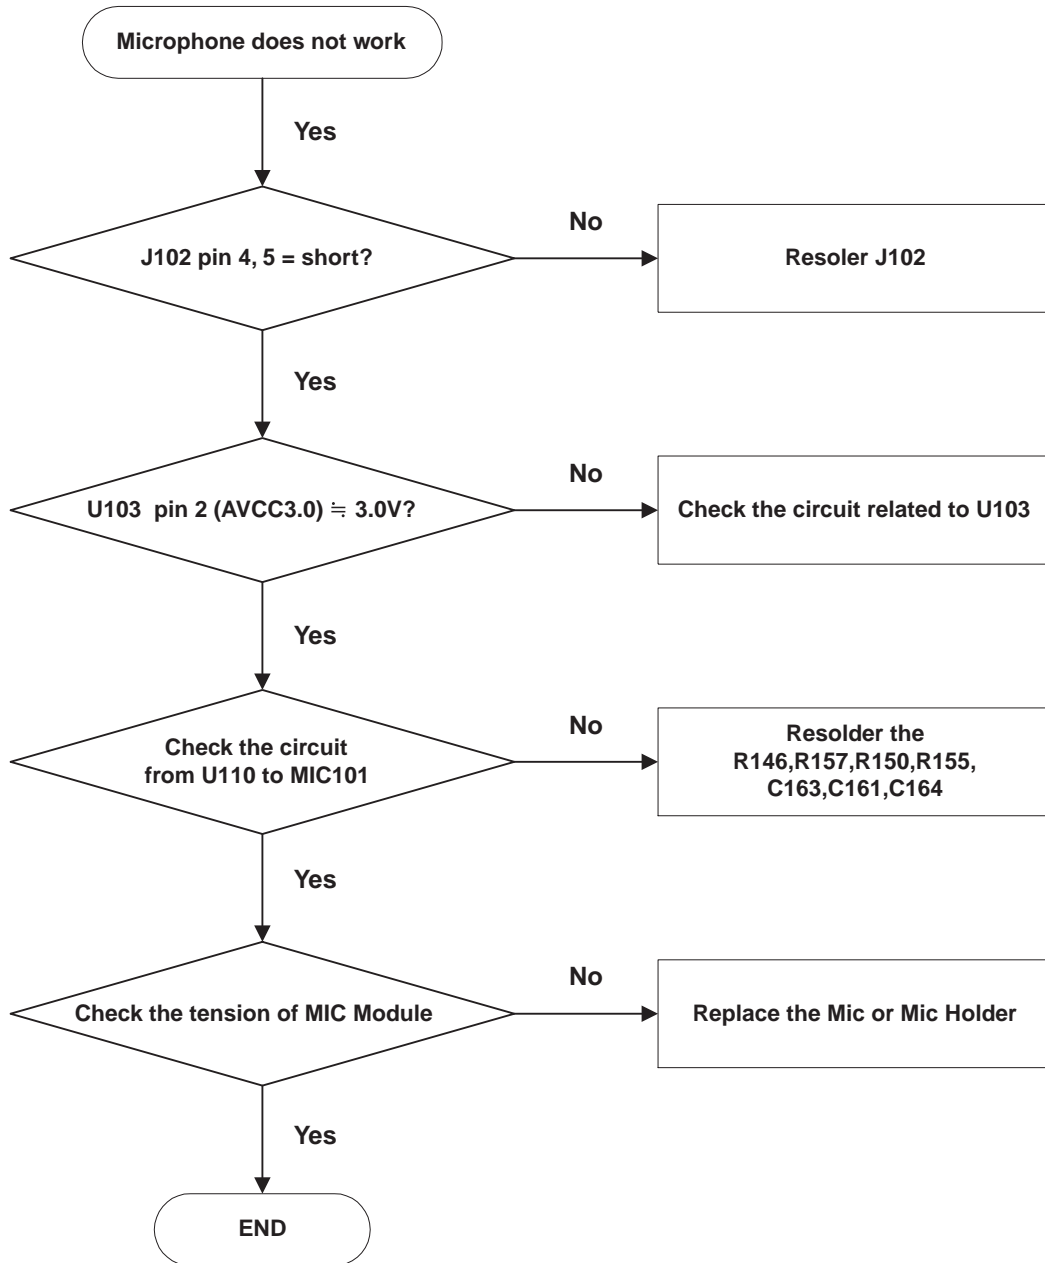 Microphone does not work
Yes
J102 pin 4, 5 = short?
No
Resoler J102
Yes
U103  pin 2 (AVCC3.0) ≒ 3.0V?
No
Check the circuit related to U103
Yes
Check the circuit
from U110 to MIC101
No
Resolder the
R146,R157,R150,R155,
C163,C161,C164
Yes
Check the tension of MIC Module
No
Replace the Mic or Mic Holder
Yes
END